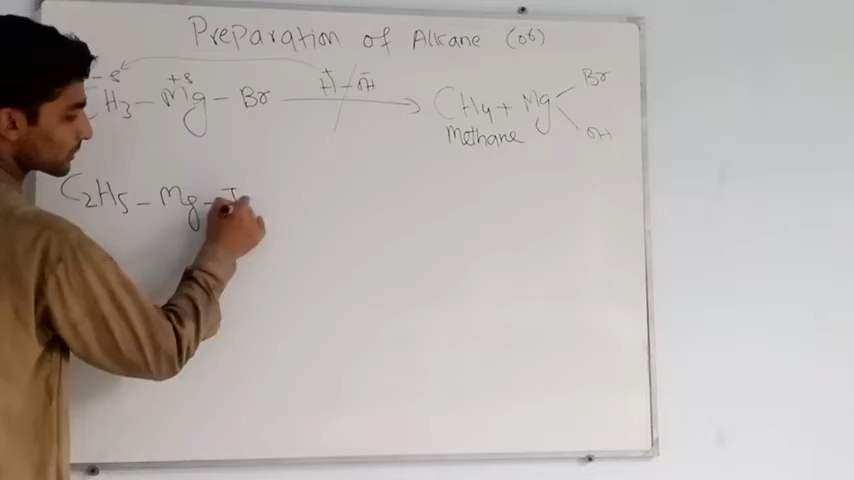 Preparation of Alkane (06)
-δ +δ H⁺-OH⁻
CH3 - Mg - Br → CH4 + Mg Br OH
Methane
C2H5 - Mg - I